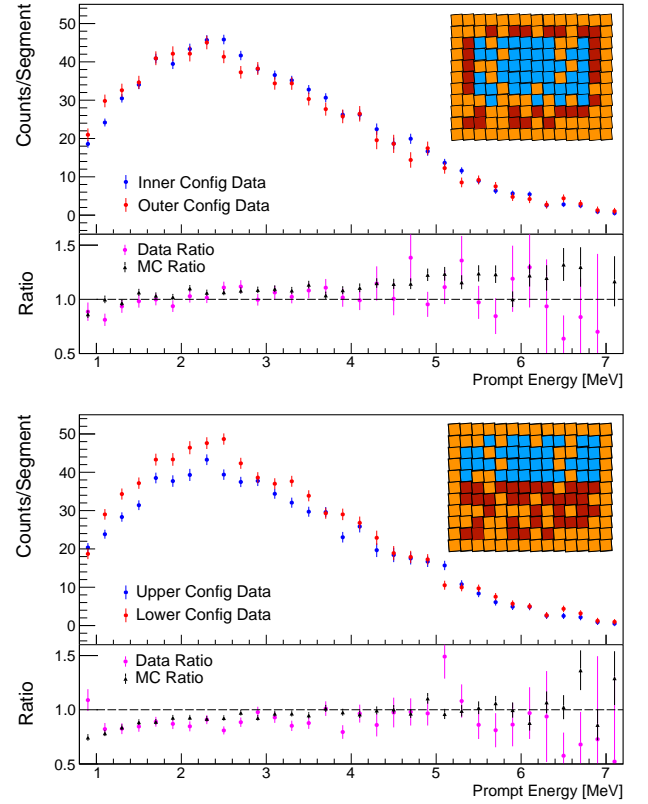 Counts/Segment
50
40
30
20
10
0
Inner Config Data
Outer Config Data
Ratio
1.5
1.0
0.5
Data Ratio
MC Ratio
1 2 3 4 5 6 7
Prompt Energy [MeV]
Counts/Segment
50
40
30
20
10
0
Upper Config Data
Lower Config Data
Ratio
1.5
1.0
0.5
Data Ratio
MC Ratio
1 2 3 4 5 6 7
Prompt Energy [MeV]